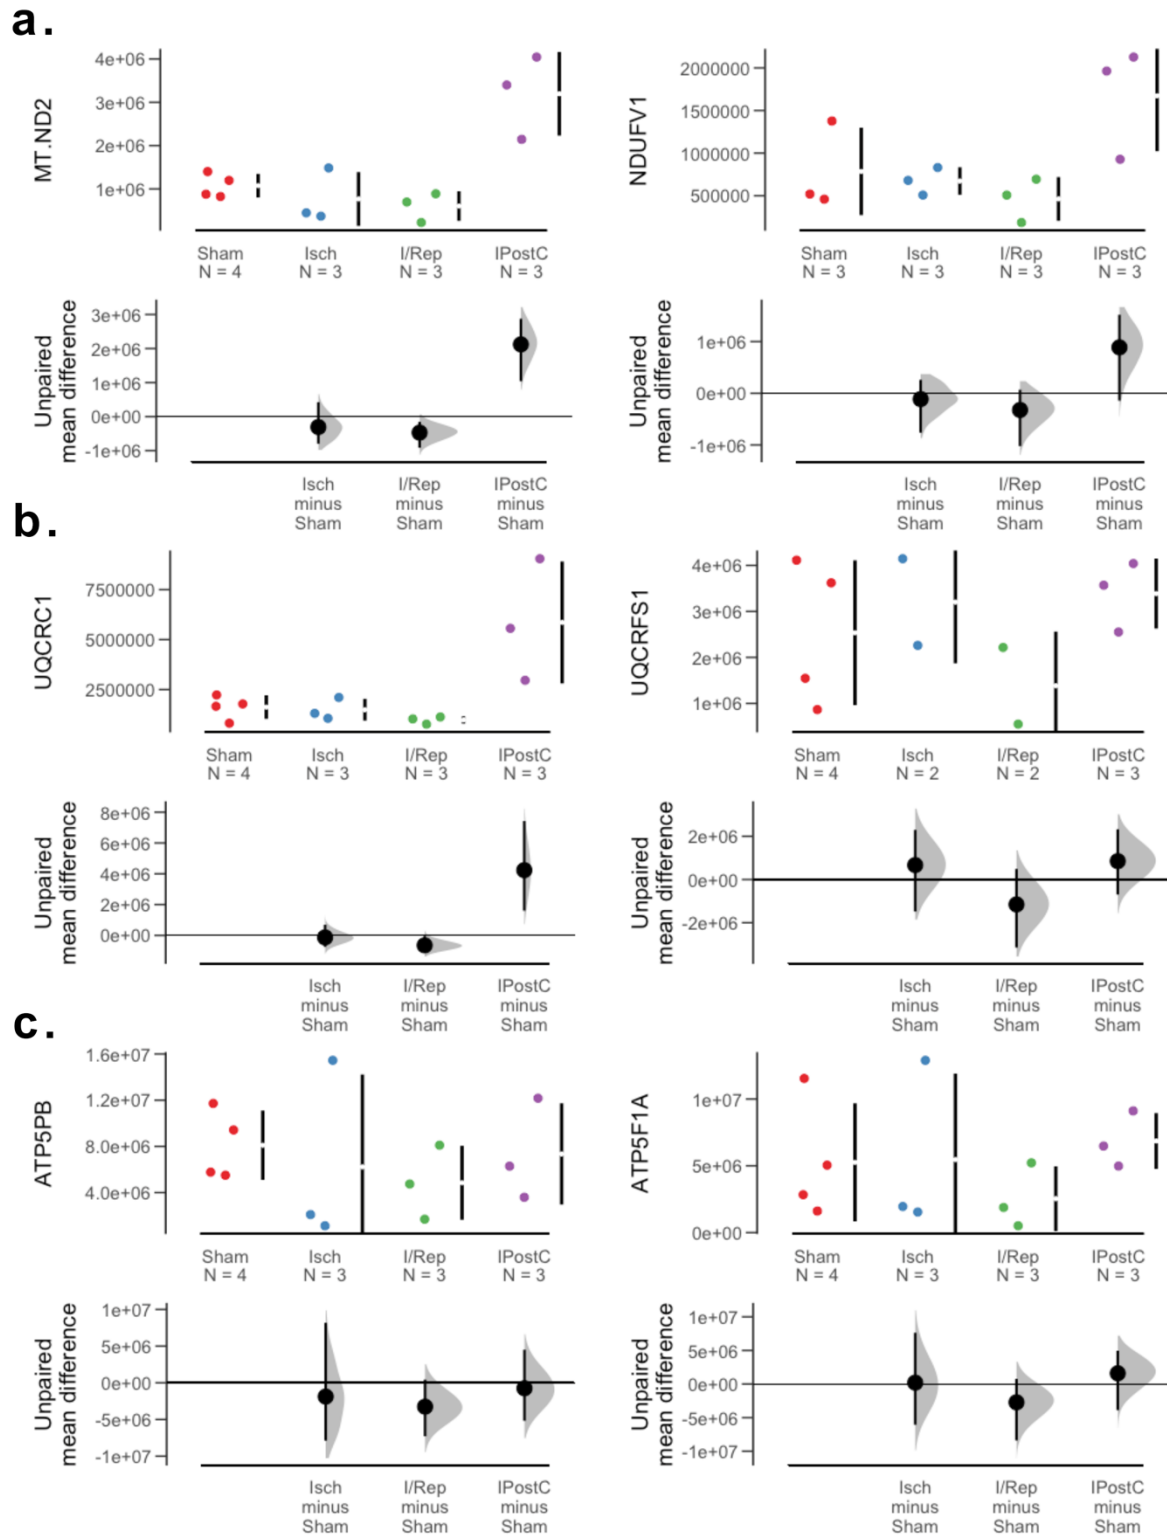 a.
MT.ND2
4e+06
3e+06
2e+06
1e+06
Sham
N = 4
Isch
N = 3
I/Rep
N = 3
IPostC
N = 3
Unpaired
mean difference
3e+06
2e+06
1e+06
0e+00
-1e+06
Isch
minus
Sham
I/Rep
minus
Sham
IPostC
minus
Sham
NDUFV1
2000000
1500000
1000000
500000
Sham
N = 3
Isch
N = 3
I/Rep
N = 3
IPostC
N = 3
Unpaired
mean difference
1e+06
0e+00
-1e+06
Isch
minus
Sham
I/Rep
minus
Sham
IPostC
minus
Sham
b.
UQCRC1
7500000
5000000
2500000
Sham
N = 4
Isch
N = 3
I/Rep
N = 3
IPostC
N = 3
Unpaired
mean difference
8e+06
6e+06
4e+06
2e+06
0e+00
Isch
minus
Sham
I/Rep
minus
Sham
IPostC
minus
Sham
UQCRFS1
4e+06
3e+06
2e+06
1e+06
Sham
N = 4
Isch
N = 2
I/Rep
N = 2
IPostC
N = 3
Unpaired
mean difference
2e+06
0e+00
-2e+06
Isch
minus
Sham
I/Rep
minus
Sham
IPostC
minus
Sham
c.
ATP5PB
1.6e+07
1.2e+07
8.0e+06
4.0e+06
Sham
N = 4
Isch
N = 3
I/Rep
N = 3
IPostC
N = 3
Unpaired
mean difference
1e+07
5e+06
0e+00
-5e+06
-1e+07
Isch
minus
Sham
I/Rep
minus
Sham
IPostC
minus
Sham
ATP5F1A
1e+07
5e+06
0e+00
Sham
N = 4
Isch
N = 3
I/Rep
N = 3
IPostC
N = 3
Unpaired
mean difference
1e+07
5e+06
0e+00
-5e+06
-1e+07
Isch
minus
Sham
I/Rep
minus
Sham
IPostC
minus
Sham